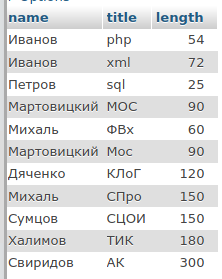 name title length
Иванов php 54
Иванов xml 72
Петров sql 25
Мартовицкий МОС 90
Михаль ФВх 60
Мартовицкий Мос 90
Дяченко КЛоГ 120
Михаль СПро 150
Сумцов СЦОИ 150
Халимов ТИК 180
Свиридов АК 300